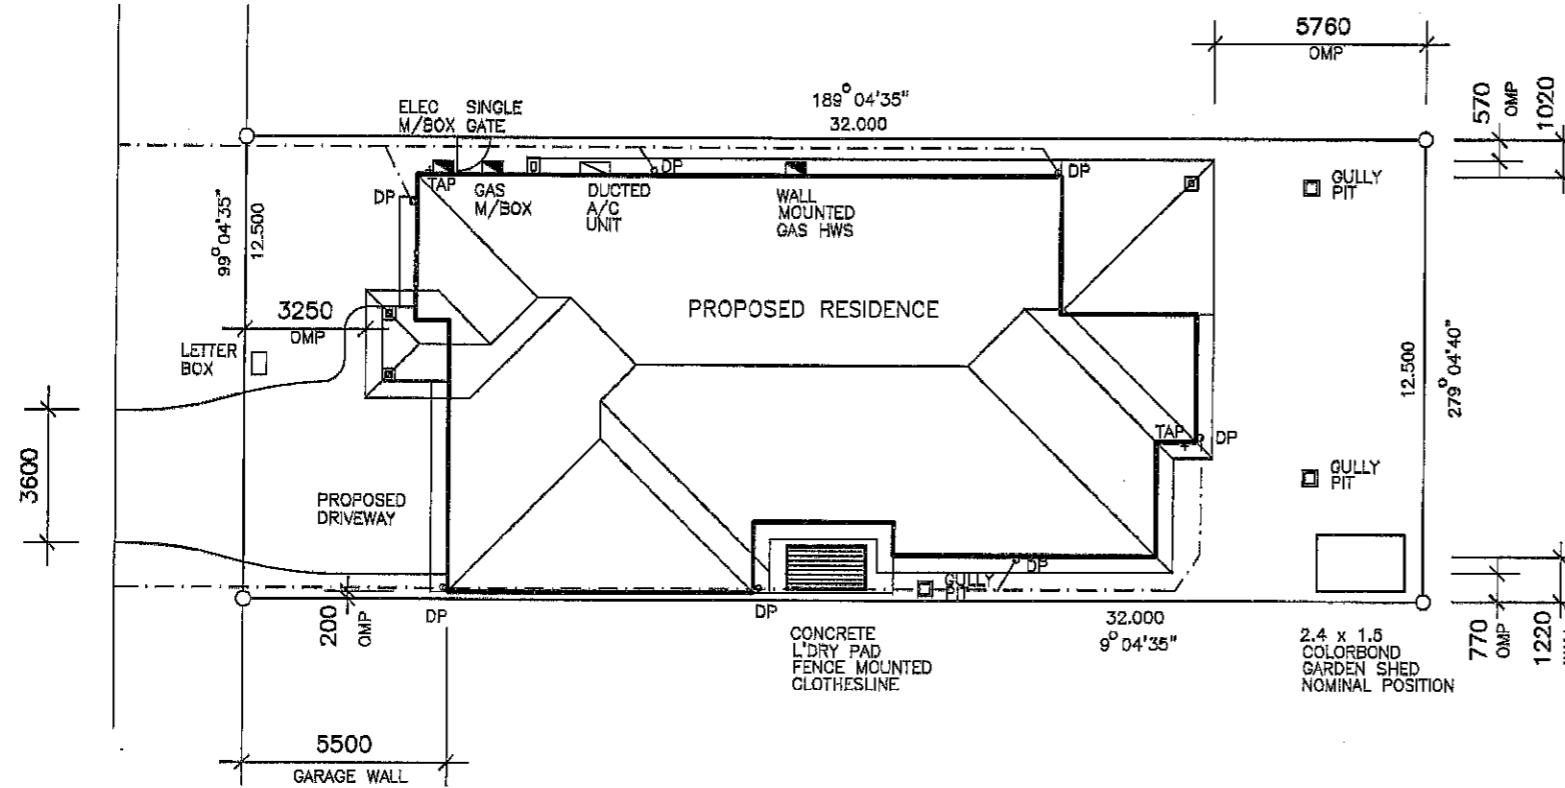 5760
OMP
189° 04'35"
32.000
570
OMP
1020
ELEC SINGLE
M/BOX GATE
TAP
DP
GAS
M/BOX
DUCTED
A/C
UNIT
DP
WALL
MOUNTED
GAS HWS
DP
GULLY
PIT
99° 04'35"
12.500
3250
OMP
PROPOSED RESIDENCE
LETTER
BOX
12.500
279° 04'40"
3600
TAP
DP
PROPOSED
DRIVEWAY
GULLY
PIT
DP
GULLY
200
OMP
DP
DP
32.000
9° 04'35"
CONCRETE
L'DRY PAD
FENCE MOUNTED
CLOTHESLINE
2.4 x 1.5
COLORBOND
GARDEN SHED
NOMINAL POSITION
770
OMP
1220
5500
GARAGE WALL